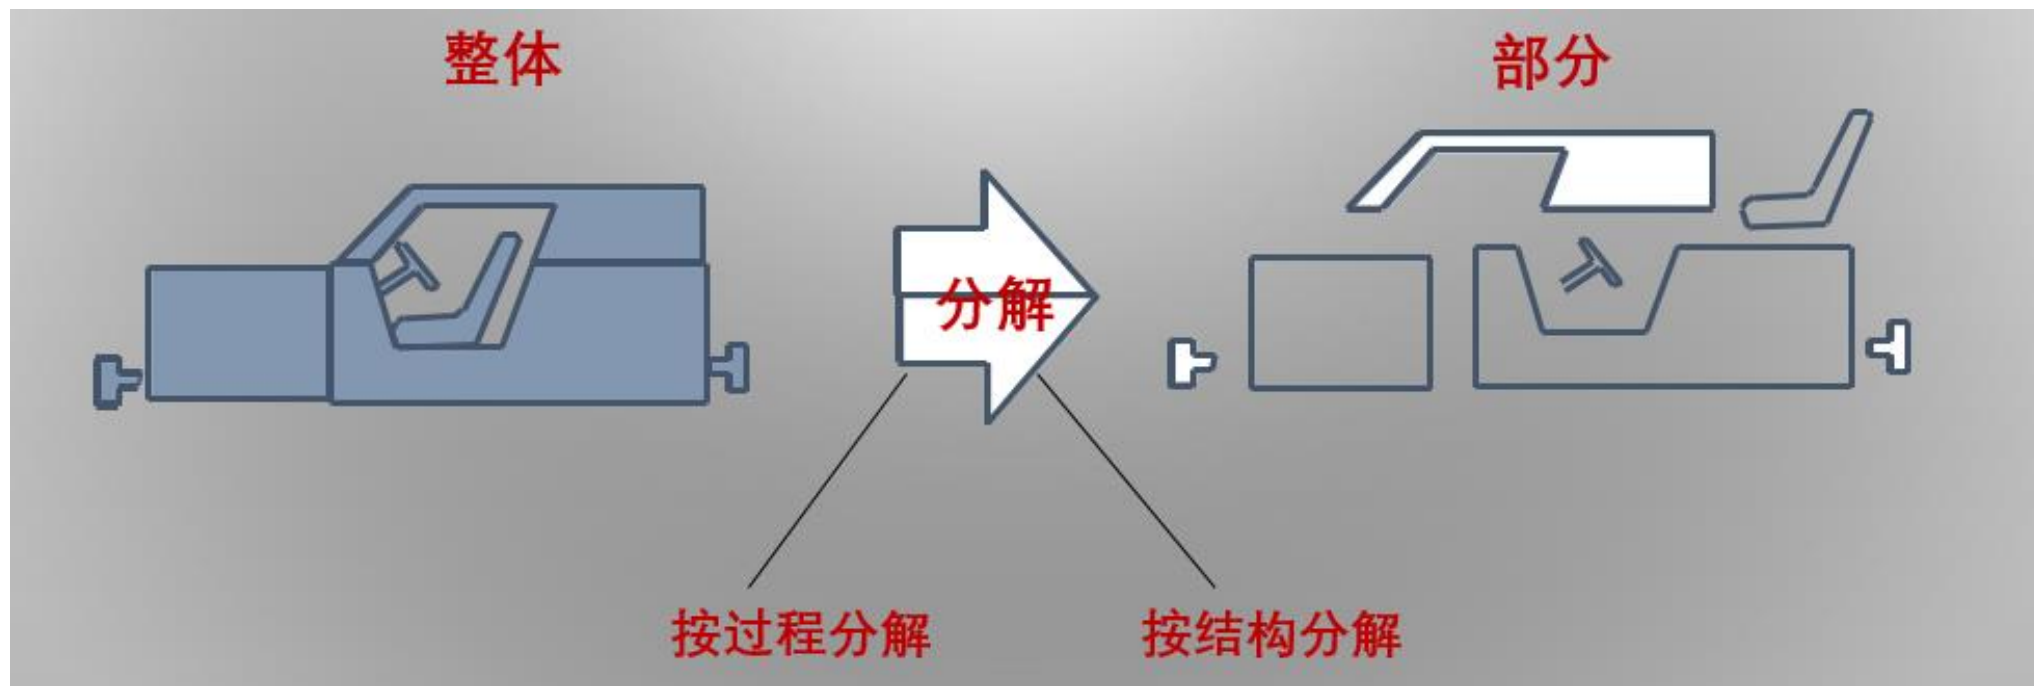 整体
部分
分解
按过程分解
按结构分解